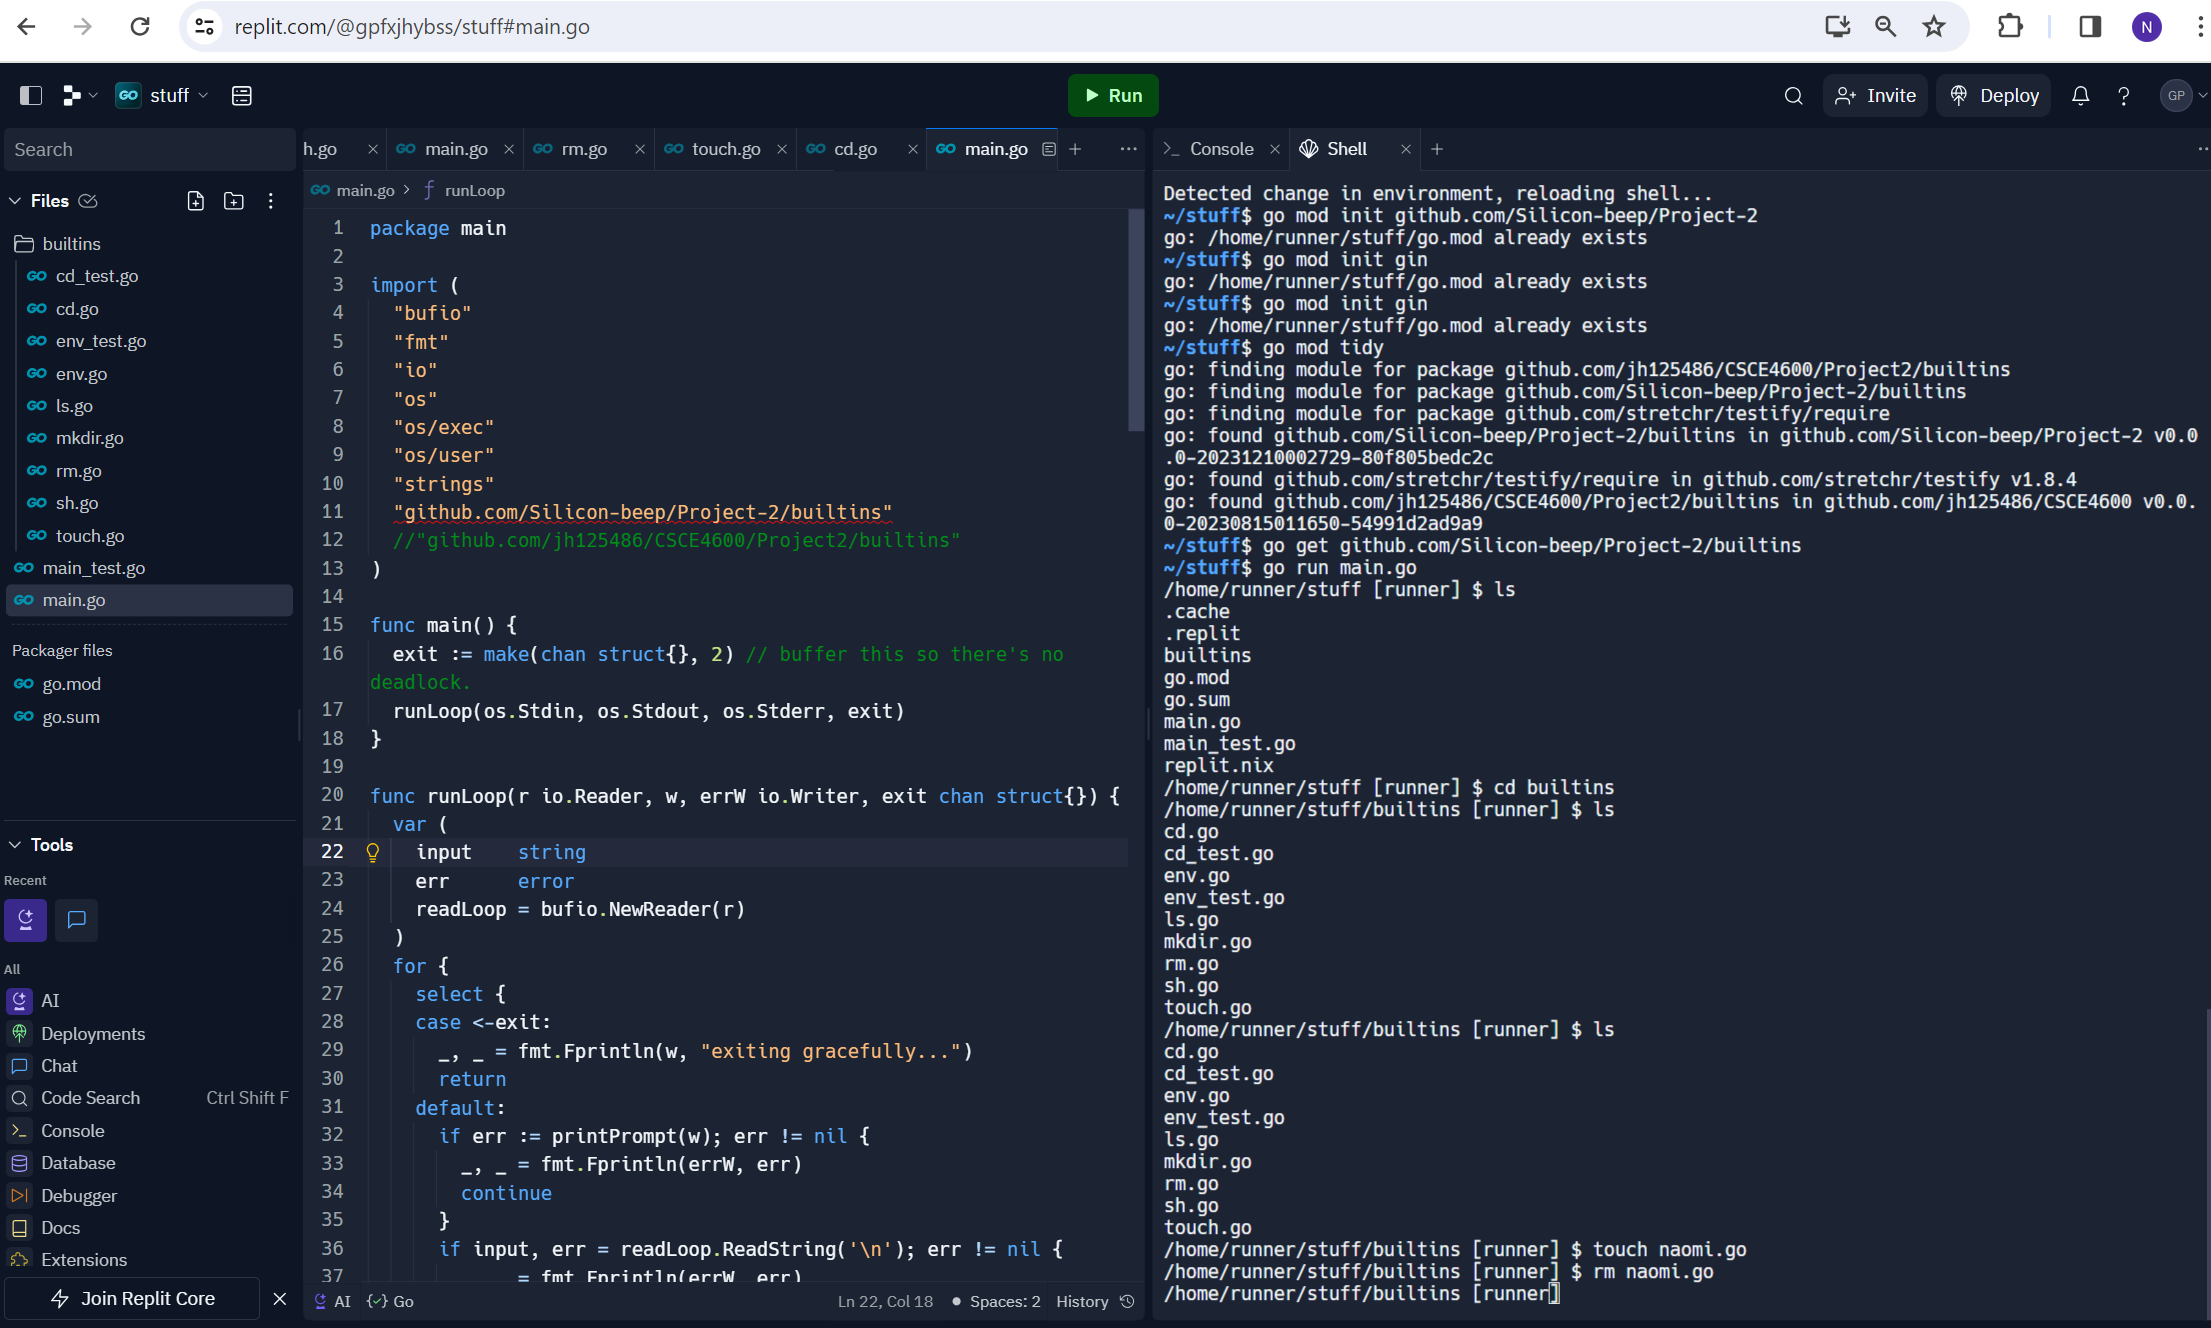 replit.com/@gpfxjhybss/stuff#main.go
N
GO stuff
Run
Invite
Deploy
GP
Search
Files
builtins
GO cd_test.go
GO cd.go
GO env_test.go
GO env.go
GO ls.go
GO mkdir.go
GO rm.go
GO sh.go
GO touch.go
GO main_test.go
GO main.go
Packager files
GO go.mod
GO go.sum
Tools
Recent
All
AI
Deployments
Chat
Code Search Ctrl Shift F
Console
Database
Debugger
Docs
Extensions
Join Replit Core
h.go GO main.go GO rm.go GO touch.go GO cd.go GO main.go
GO main.go > runLoop
1 package main
2
3 import (
4 "bufio"
5 "fmt"
6 "io"
7 "os"
8 "os/exec"
9 "os/user"
10 "strings"
11 "github.com/Silicon-beep/Project-2/builtins"
12 //"github.com/jh125486/CSCE4600/Project2/builtins"
13 )
14
15 func main() {
16 exit := make(chan struct{}, 2) // buffer this so there's no
deadlock.
17 runLoop(os.Stdin, os.Stdout, os.Stderr, exit)
18 }
19
20 func runLoop(r io.Reader, w, errW io.Writer, exit chan struct{}) {
21 var (
22 input    string
23 err      error
24 readLoop = bufio.NewReader(r)
25 )
26 for {
27 select {
28 case <-exit:
29 _, _ = fmt.Fprintln(w, "exiting gracefully...")
30 return
31 default:
32 if err := printPrompt(w); err != nil {
33 _, _ = fmt.Fprintln(errW, err)
34 continue
35 }
36 if input, err = readLoop.ReadString('\n'); err != nil {
37 = fmt.Fprintln(errW, err)
AI Go Ln 22, Col 18 Spaces: 2 History
>_ Console Shell
Detected change in environment, reloading shell...
~/stuff$ go mod init github.com/Silicon-beep/Project-2
go: /home/runner/stuff/go.mod already exists
~/stuff$ go mod init gin
go: /home/runner/stuff/go.mod already exists
~/stuff$ go mod init gin
go: /home/runner/stuff/go.mod already exists
~/stuff$ go mod tidy
go: finding module for package github.com/jh125486/CSCE4600/Project2/builtins
go: finding module for package github.com/Silicon-beep/Project-2/builtins
go: finding module for package github.com/stretchr/testify/require
go: found github.com/Silicon-beep/Project-2/builtins in github.com/Silicon-beep/Project-2 v0.0
.0-20231210002729-80f805bedc2c
go: found github.com/stretchr/testify/require in github.com/stretchr/testify v1.8.4
go: found github.com/jh125486/CSCE4600/Project2/builtins in github.com/jh125486/CSCE4600 v0.0.
0-20230815011650-54991d2ad9a9
~/stuff$ go get github.com/Silicon-beep/Project-2/builtins
~/stuff$ go run main.go
/home/runner/stuff [runner] $ ls
.cache
.replit
builtins
go.mod
go.sum
main.go
main_test.go
replit.nix
/home/runner/stuff [runner] $ cd builtins
/home/runner/stuff/builtins [runner] $ ls
cd.go
cd_test.go
env.go
env_test.go
ls.go
mkdir.go
rm.go
sh.go
touch.go
/home/runner/stuff/builtins [runner] $ ls
cd.go
cd_test.go
env.go
env_test.go
ls.go
mkdir.go
rm.go
sh.go
touch.go
/home/runner/stuff/builtins [runner] $ touch naomi.go
/home/runner/stuff/builtins [runner] $ rm naomi.go
/home/runner/stuff/builtins [runner]